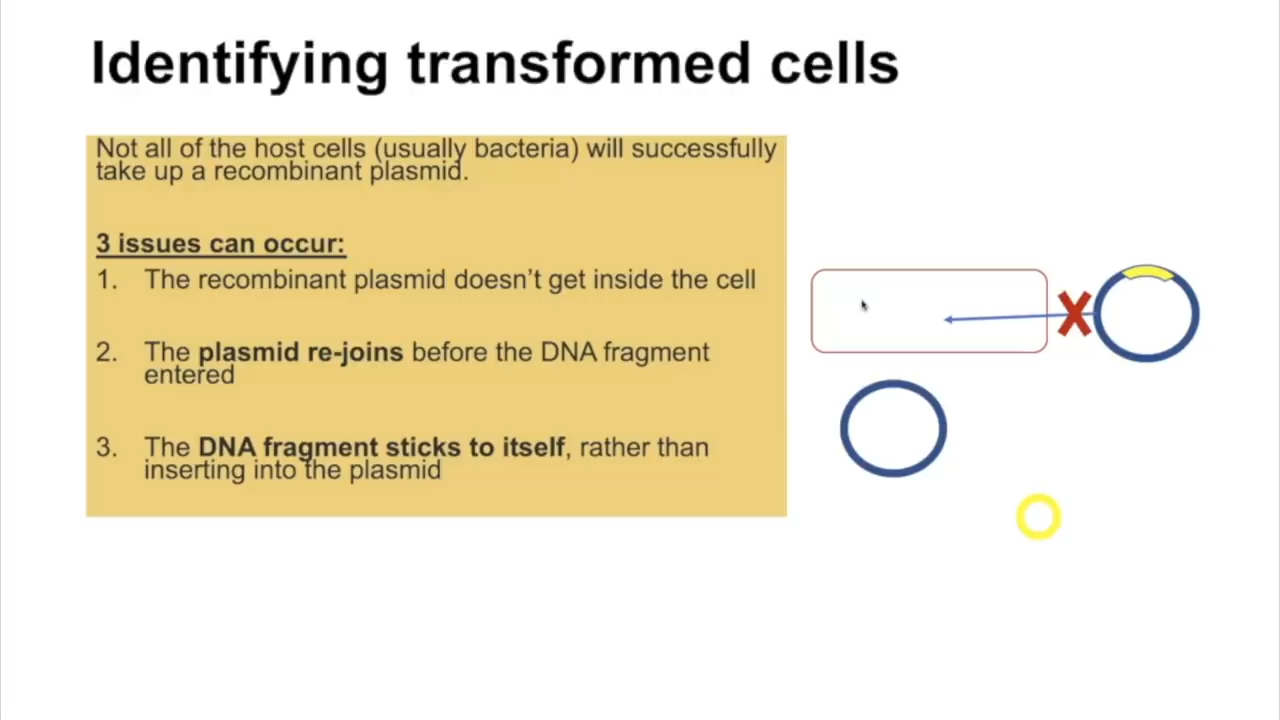 Identifying transformed cells
Not all of the host cells (usually bacteria) will successfully
take up a recombinant plasmid.
3 issues can occur:
1. The recombinant plasmid doesn’t get inside the cell
2. The plasmid re-joins before the DNA fragment
entered
3. The DNA fragment sticks to itself, rather than
inserting into the plasmid